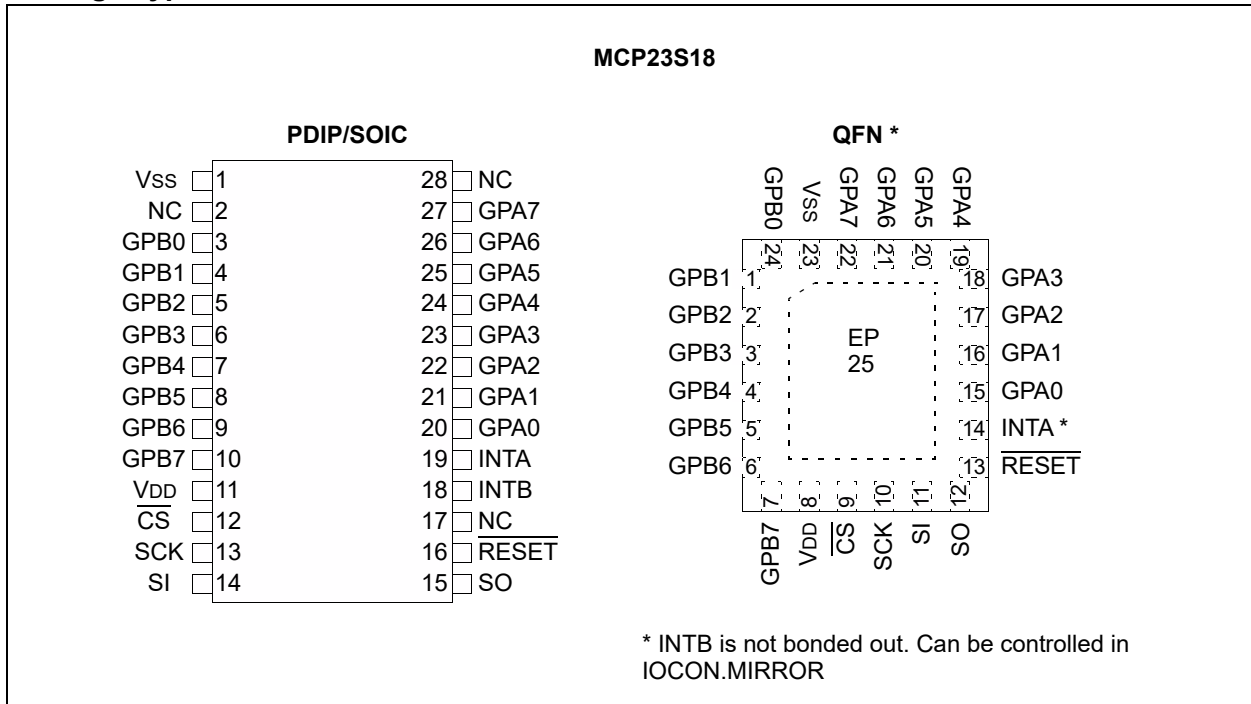 MCP23S18
PDIP/SOIC
VSS 1
NC 2
GPB0 3
GPB1 4
GPB2 5
GPB3 6
GPB4 7
GPB5 8
GPB6 9
GPB7 10
VDD 11
CS 12
SCK 13
SI 14
28 NC
27 GPA7
26 GPA6
25 GPA5
24 GPA4
23 GPA3
22 GPA2
21 GPA1
20 GPA0
19 INTA
18 INTB
17 NC
16 RESET
15 SO
QFN *
GPB0 VSS GPA7 GPA6 GPA5 GPA4
24 23 22 21 20 19
GPB1 1
GPB2 2
GPB3 3
GPB4 4
GPB5 5
GPB6 6
EP
25
18 GPA3
17 GPA2
16 GPA1
15 GPA0
14 INTA *
13 RESET
7 8 9 10 11 12
GPB7 VDD CS SCK SI SO
* INTB is not bonded out. Can be controlled in
IOCON.MIRROR